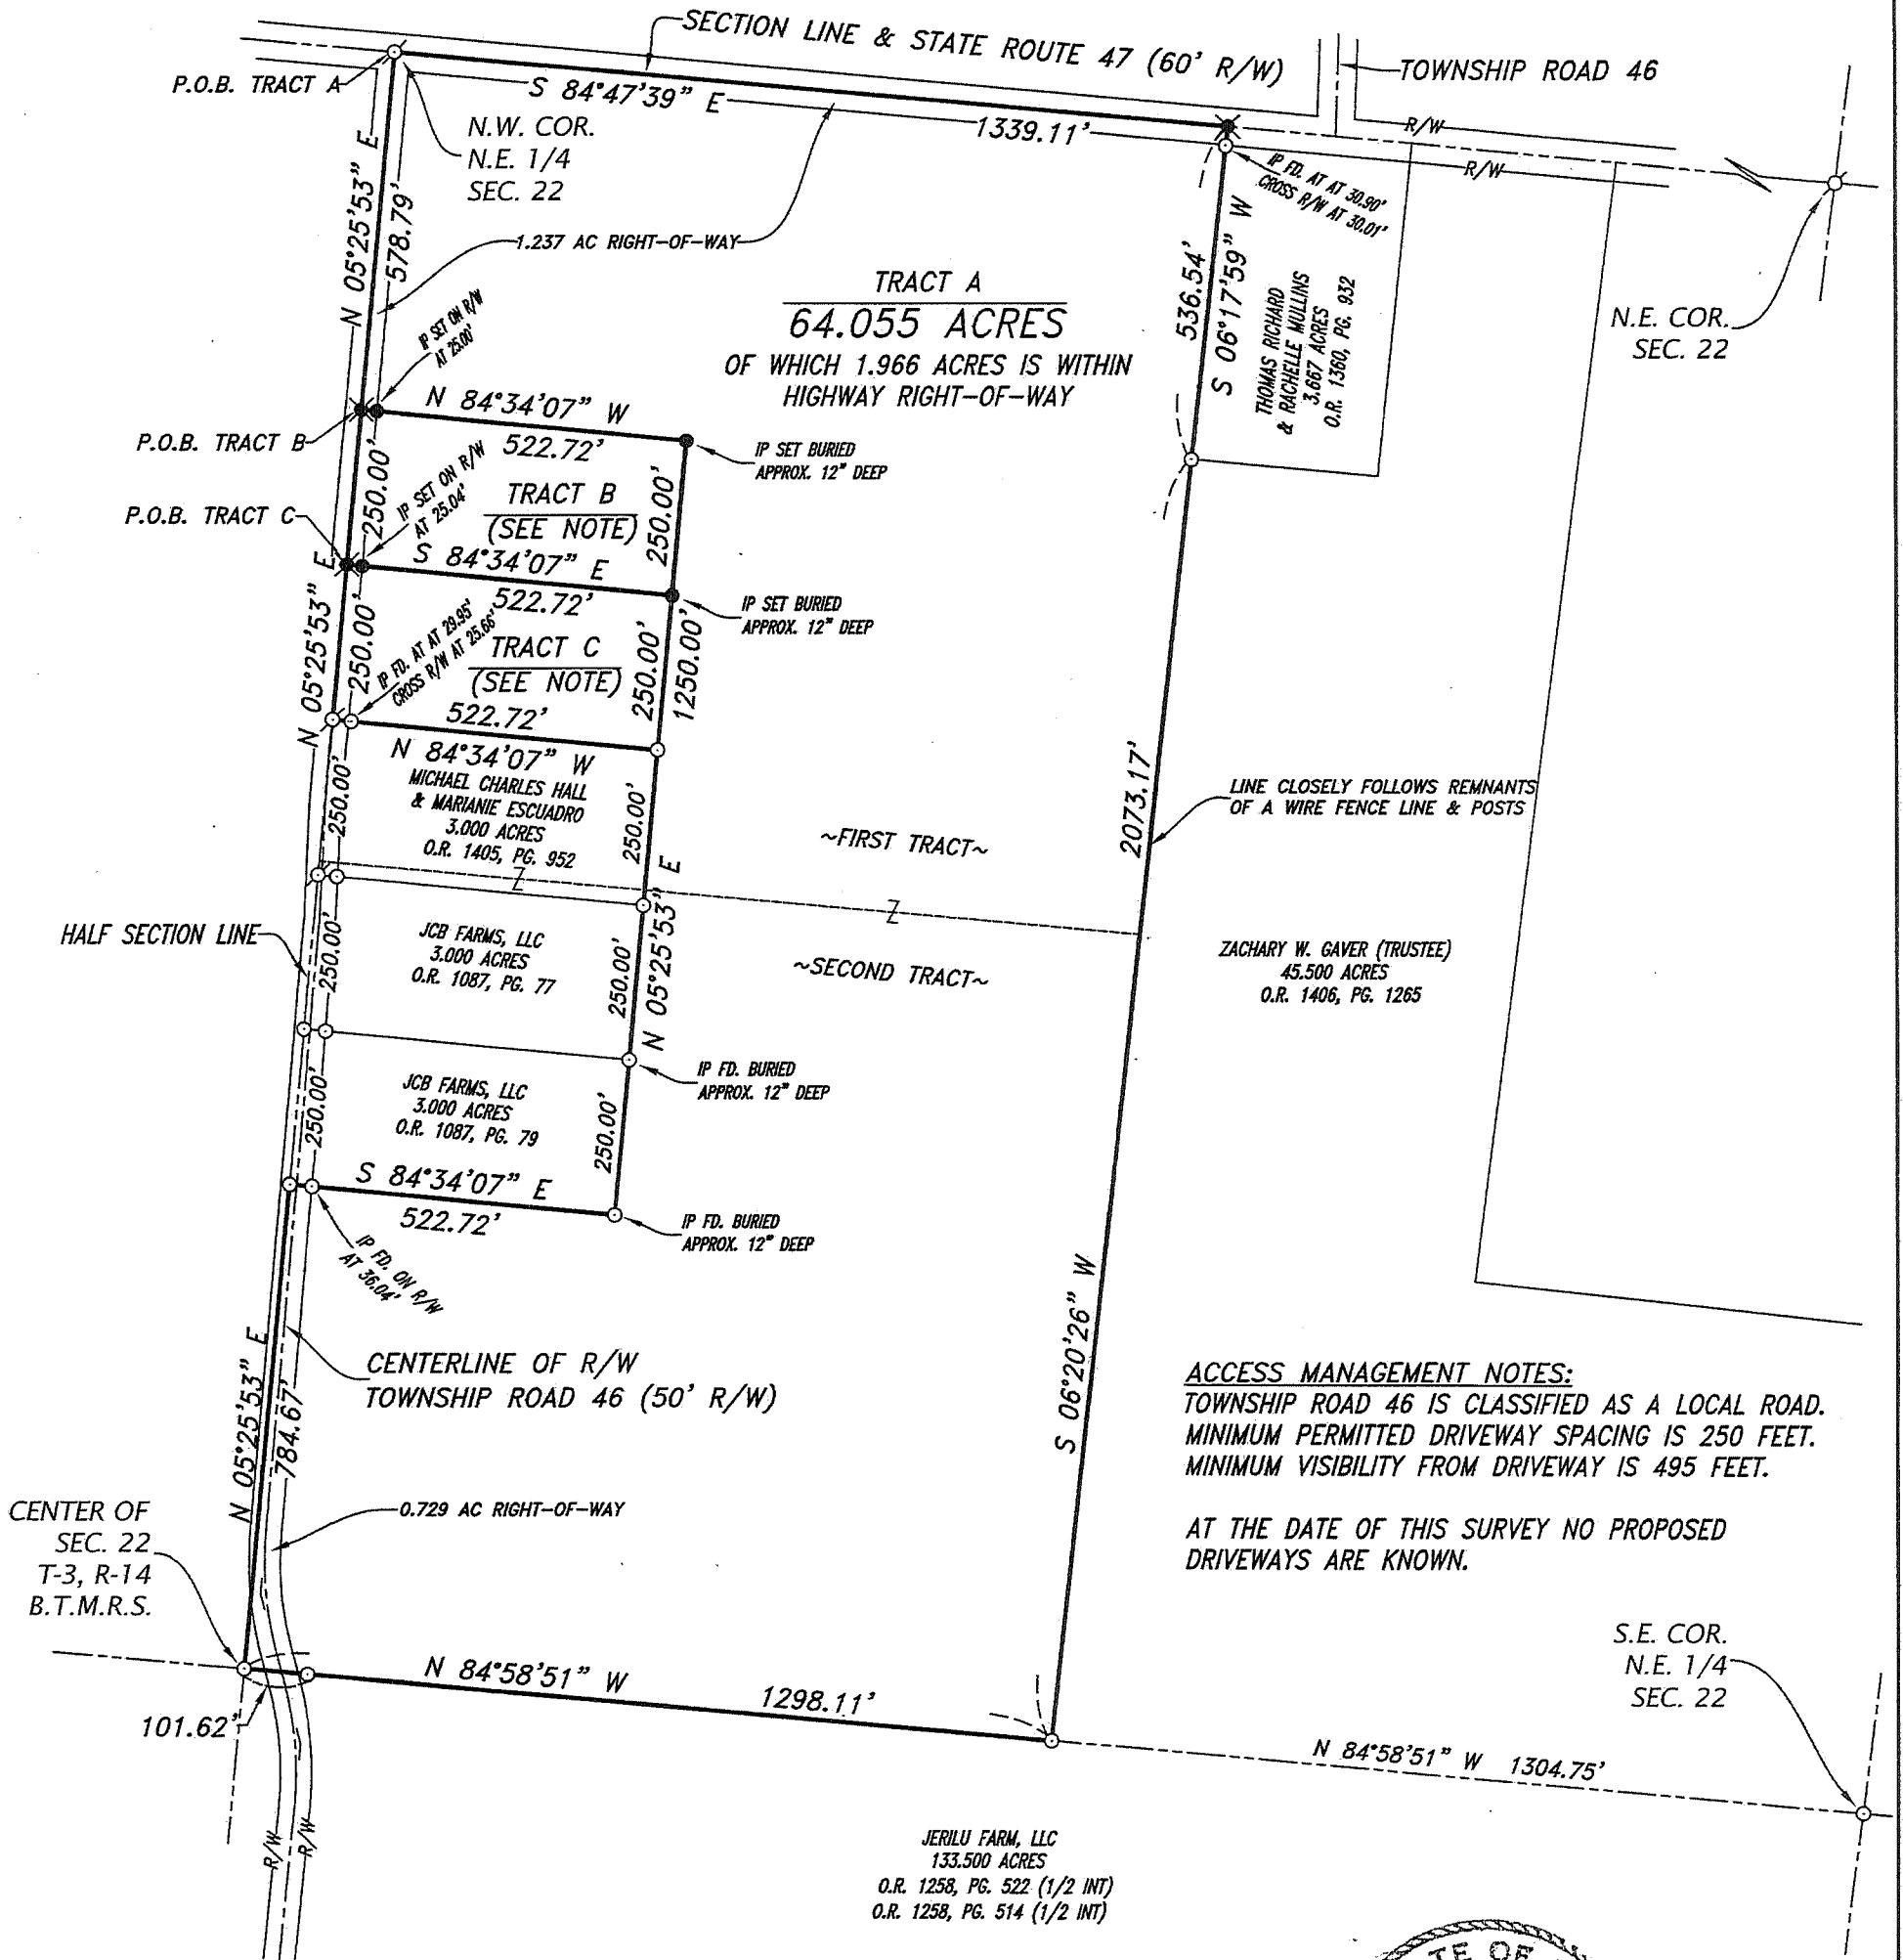 SECTION LINE & STATE ROUTE 47 (60' R/W)
TOWNSHIP ROAD 46
P.O.B. TRACT A
S 84°47'39" E
1339.11'
R/W
R/W
N.W. COR.
N.E. 1/4
SEC. 22
N 05°25'53" E
578.79'
IP FD. AT AT 30.90'
CROSS R/W AT 30.01'
1.237 AC RIGHT-OF-WAY
TRACT A
64.055 ACRES
OF WHICH 1.966 ACRES IS WITHIN
HIGHWAY RIGHT-OF-WAY
536.54'
S 06°17'59" W
THOMAS RICHARD
& RACHELLE MULLINS
3.667 ACRES
O.R. 1360, PG. 932
N.E. COR.
SEC. 22
IP SET ON R/W
AT 25.00'
N 84°34'07" W
522.72'
P.O.B. TRACT B
IP SET BURIED
APPROX. 12" DEEP
250.00'
IP SET ON R/W
AT 25.04'
TRACT B
(SEE NOTE)
250.00'
P.O.B. TRACT C
S 84°34'07" E
522.72'
IP SET BURIED
APPROX. 12" DEEP
N 05°25'53" E
250.00'
IP FD. AT AT 29.95'
CROSS R/W AT 25.66'
TRACT C
(SEE NOTE)
250.00'
1250.00'
522.72'
N 84°34'07" W
MICHAEL CHARLES HALL
& MARIANIE ESCUADRO
3.000 ACRES
O.R. 1405, PG. 952
250.00'
250.00'
~FIRST TRACT~
2073.17'
LINE CLOSELY FOLLOWS REMNANTS
OF A WIRE FENCE LINE & POSTS
Z
Z
HALF SECTION LINE
250.00'
JCB FARMS, LLC
3.000 ACRES
O.R. 1087, PG. 77
250.00'
N 05°25'53" E
~SECOND TRACT~
ZACHARY W. GAVER (TRUSTEE)
45.500 ACRES
O.R. 1406, PG. 1265
250.00'
JCB FARMS, LLC
3.000 ACRES
O.R. 1087, PG. 79
250.00'
IP FD. BURIED
APPROX. 12" DEEP
S 84°34'07" E
522.72'
IP FD. BURIED
APPROX. 12" DEEP
IP FD. ON R/W
AT 36.04'
S 06°20'26" W
N 05°25'53" E
784.67'
CENTERLINE OF R/W
TOWNSHIP ROAD 46 (50' R/W)
ACCESS MANAGEMENT NOTES:
TOWNSHIP ROAD 46 IS CLASSIFIED AS A LOCAL ROAD.
MINIMUM PERMITTED DRIVEWAY SPACING IS 250 FEET.
MINIMUM VISIBILITY FROM DRIVEWAY IS 495 FEET.
AT THE DATE OF THIS SURVEY NO PROPOSED
DRIVEWAYS ARE KNOWN.
0.729 AC RIGHT-OF-WAY
CENTER OF
SEC. 22
T-3, R-14
B.T.M.R.S.
S.E. COR.
N.E. 1/4
SEC. 22
N 84°58'51" W
1298.11'
101.62'
N 84°58'51" W 1304.75'
R/W
R/W
JERILU FARM, LLC
133.500 ACRES
O.R. 1258, PG. 522 (1/2 INT)
O.R. 1258, PG. 514 (1/2 INT)
TE OF